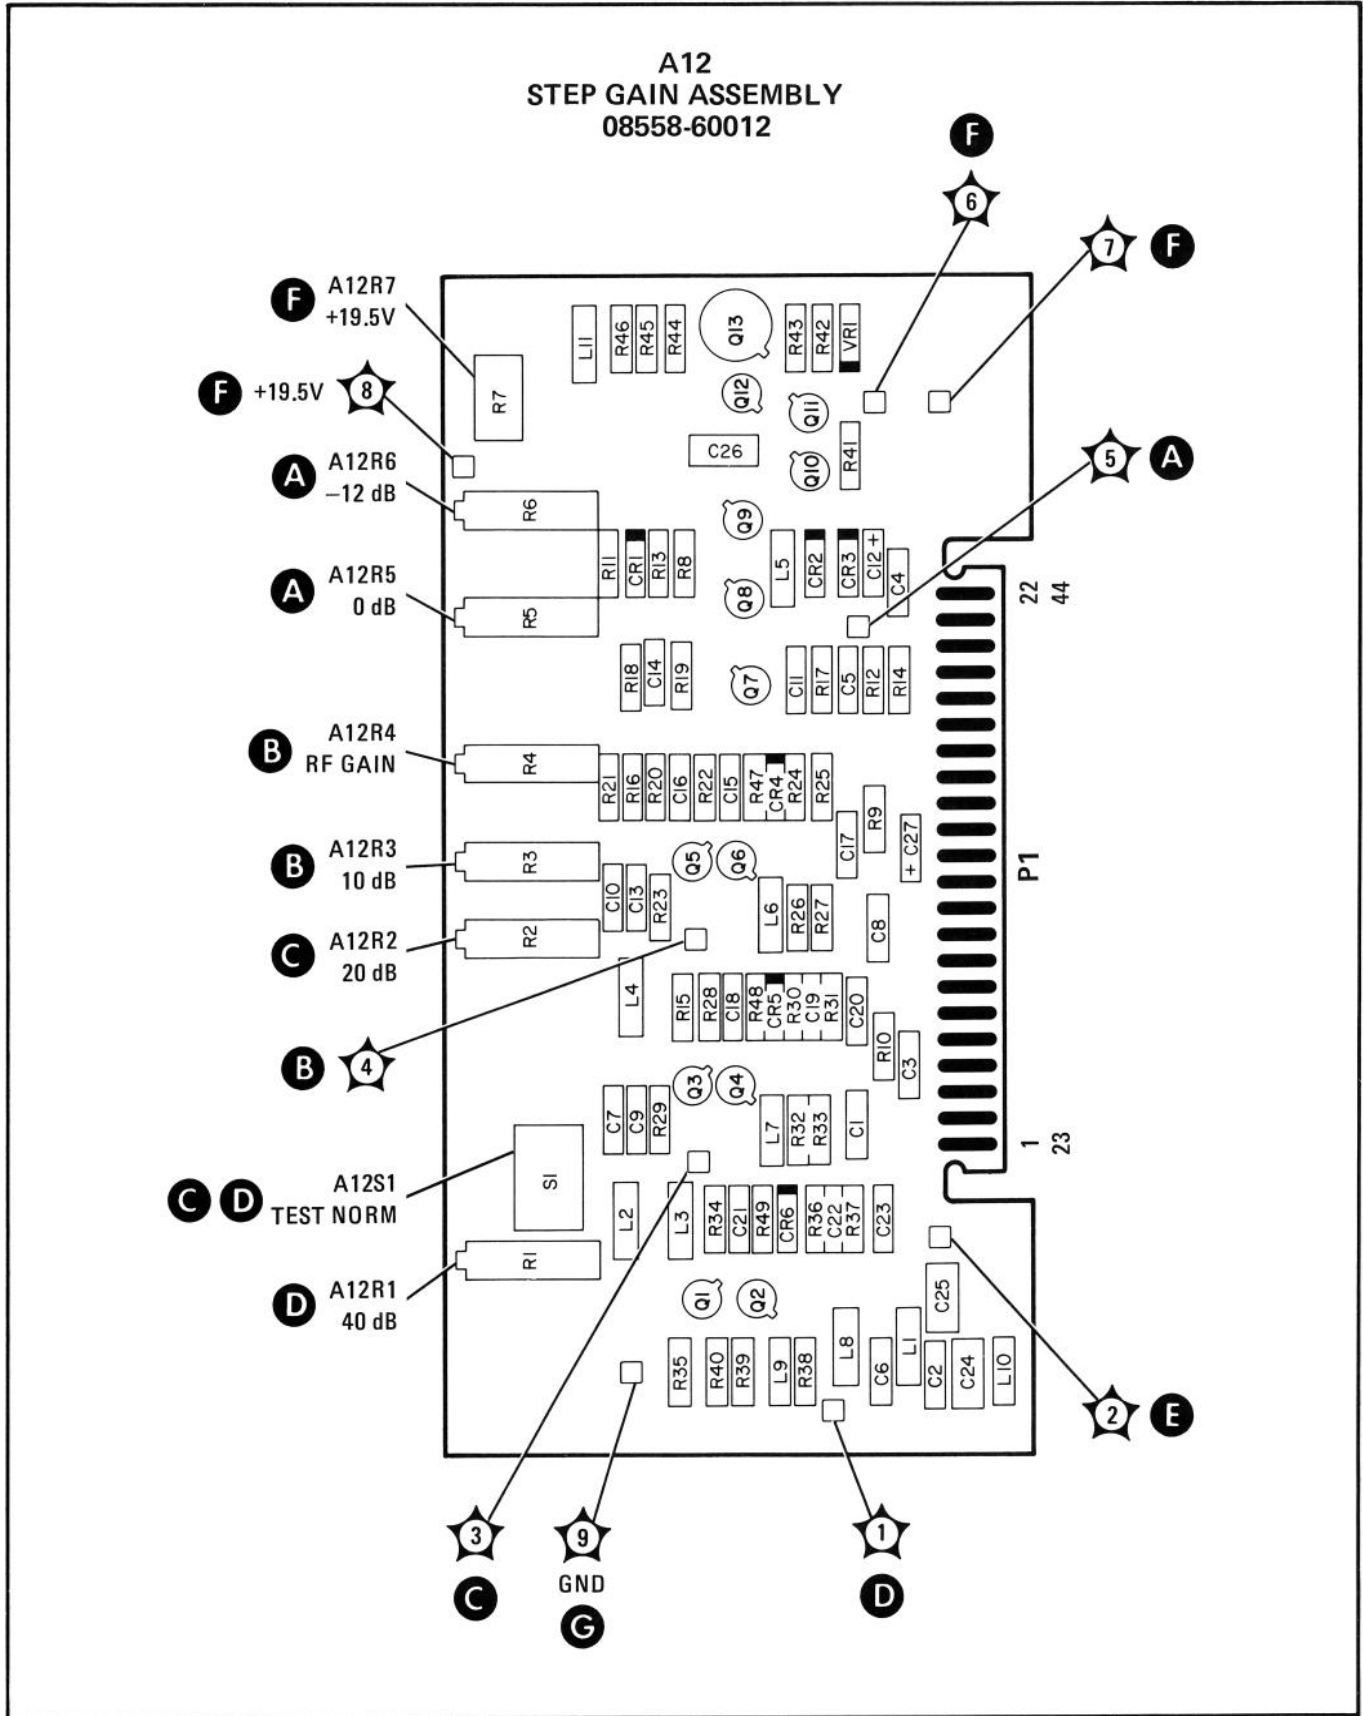 A12
STEP GAIN ASSEMBLY
08558-60012
F
6
7 F
F A12R7
+19.5V
F +19.5V 8
A A12R6
−12 dB
A A12R5
0 dB
5 A
B A12R4
RF GAIN
B A12R3
10 dB
C A12R2
20 dB
B 4
C D A12S1
TEST NORM
D A12R1
40 dB
L11 R46 R45 R44 Q13 R43 R42 VR1
R7 Q12 Q11
C26 Q10 R41
R6 Q9
R11 CR1 R13 R8 L5 CR2 CR3 C12 + C4
R5 Q8
22 44
R18 C14 R19 Q7 C11 R17 C5 R12 R14
R4 R21 R16 R20 C16 R22 C15 R47 CR4 R24 R25
R9 C17 + C27
P1
R3 Q5 Q6
C10 C13 R23 L6 R26 R27 C8
R2
L4 R15 R28 C18 R48 CR5 R30 C19 R31 C20
R10 C3
Q3 Q4
C7 C9 R29 L7 R32 R33 C1
1 23
S1
L2 L3 R34 C21 R49 CR6 R36 C22 R37 C23
R1
Q1 Q2 C25
R35 R40 R39 L9 R38 L8 C6 L1 C2 C24 L10
2 E
3
C
9
GND
G
1
D